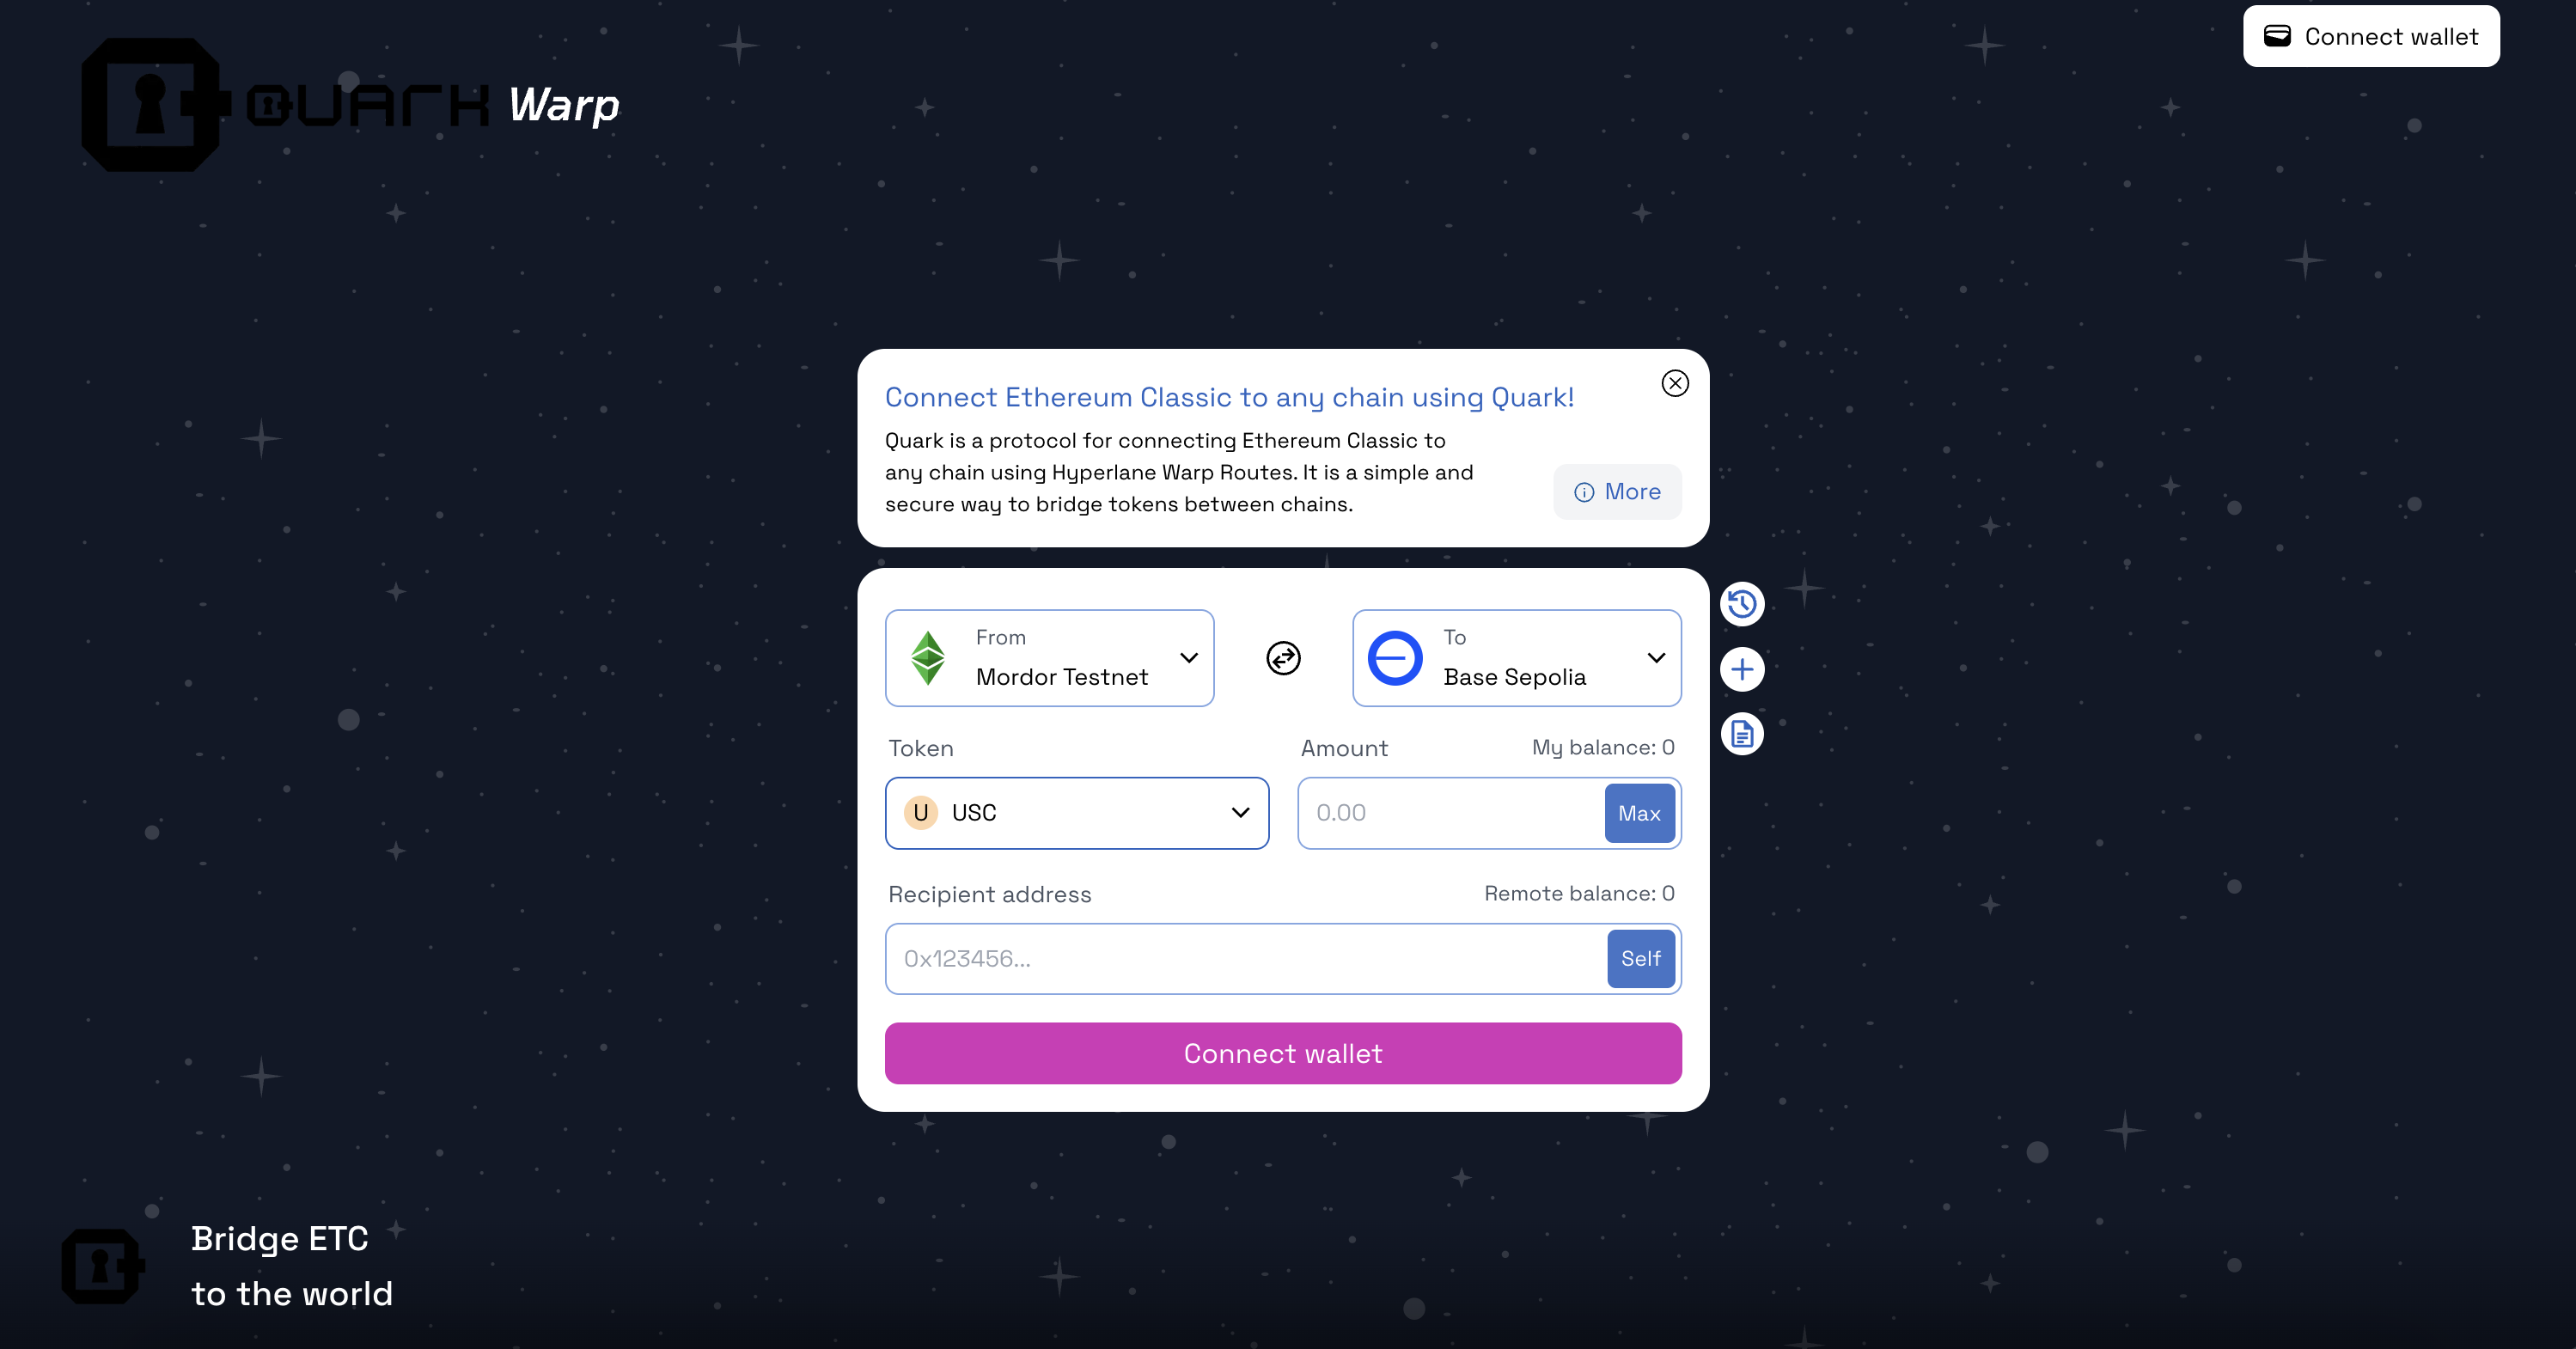 QUARK Warp
Connect wallet
Connect Ethereum Classic to any chain using Quark!
Quark is a protocol for connecting Ethereum Classic to
any chain using Hyperlane Warp Routes. It is a simple and
secure way to bridge tokens between chains.
More
From
Mordor Testnet
To
Base Sepolia
Token
Amount
My balance: 0
U
USC
0.00
Max
Recipient address
Remote balance: 0
0x123456...
Self
Connect wallet
Bridge ETC
to the world